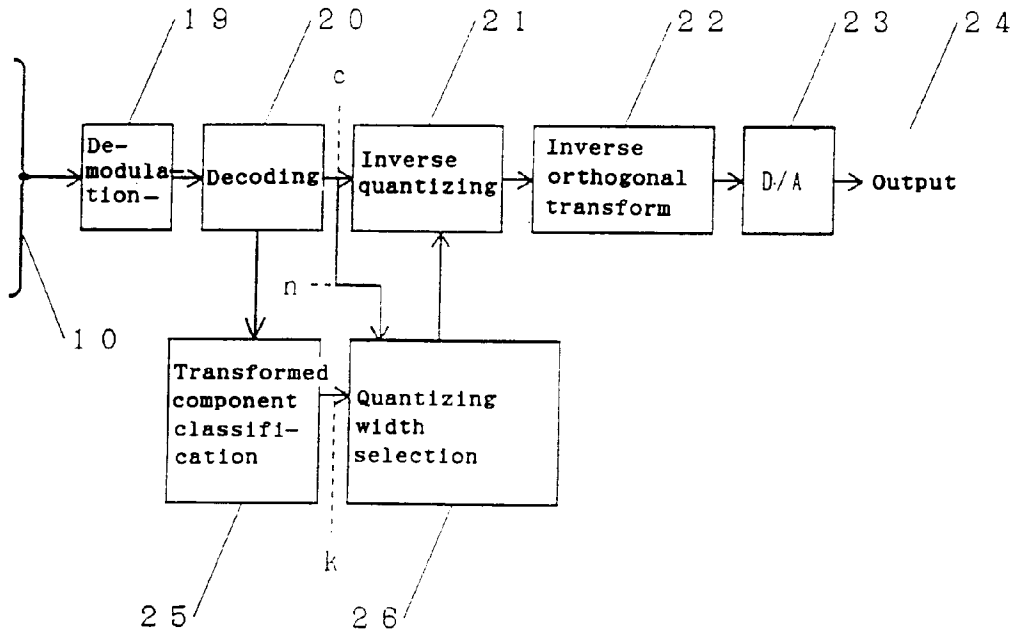 19
20
21
22
23
24
c
De-
modula-
tion-
Decoding
Inverse
quantizing
Inverse
orthogonal
transform
D/A
Output
n
10
Transformed
component
classifi-
cation
Quantizing
width
selection
k
25
26